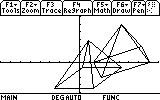 F1▾ F2▾ F3 F4 F5▾ F6▾ F7▾
Tools Zoom Trace ReGraph Math Draw Pen
MAIN DEG AUTO FUNC